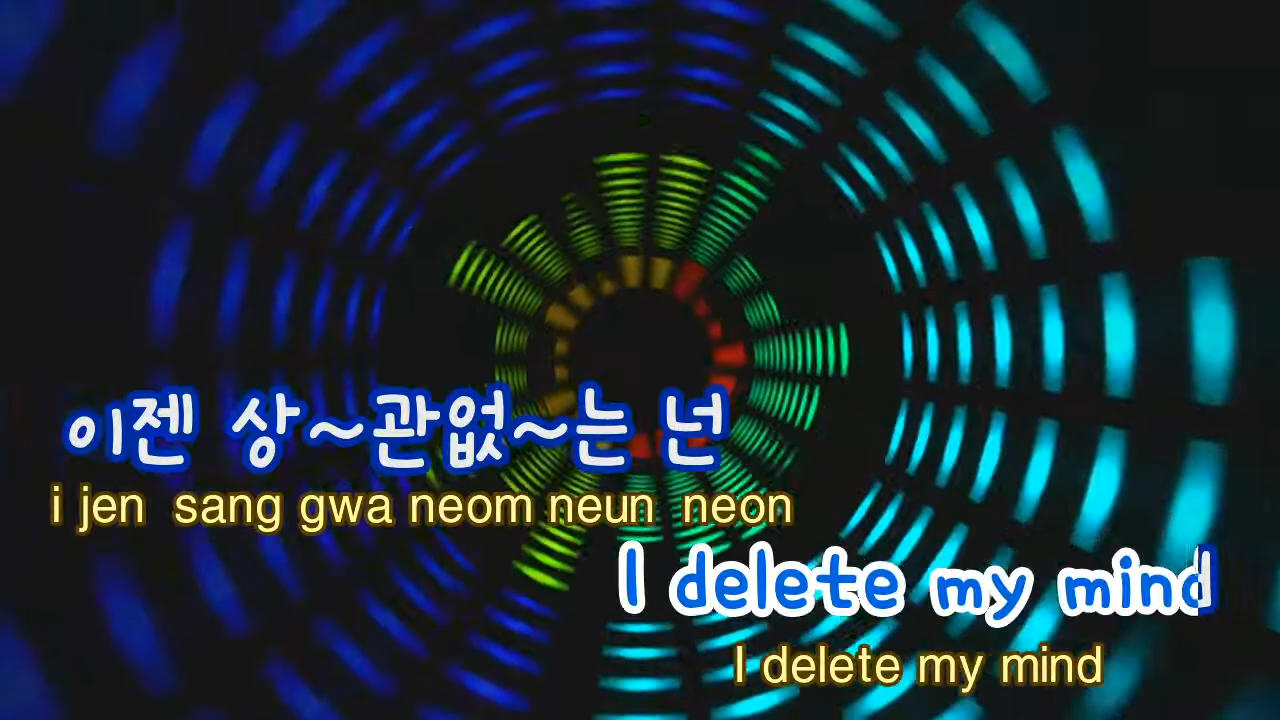 이젠 상~관없~는 넌
i jen sang gwa neom neun neon
I delete my mind
I delete my mind